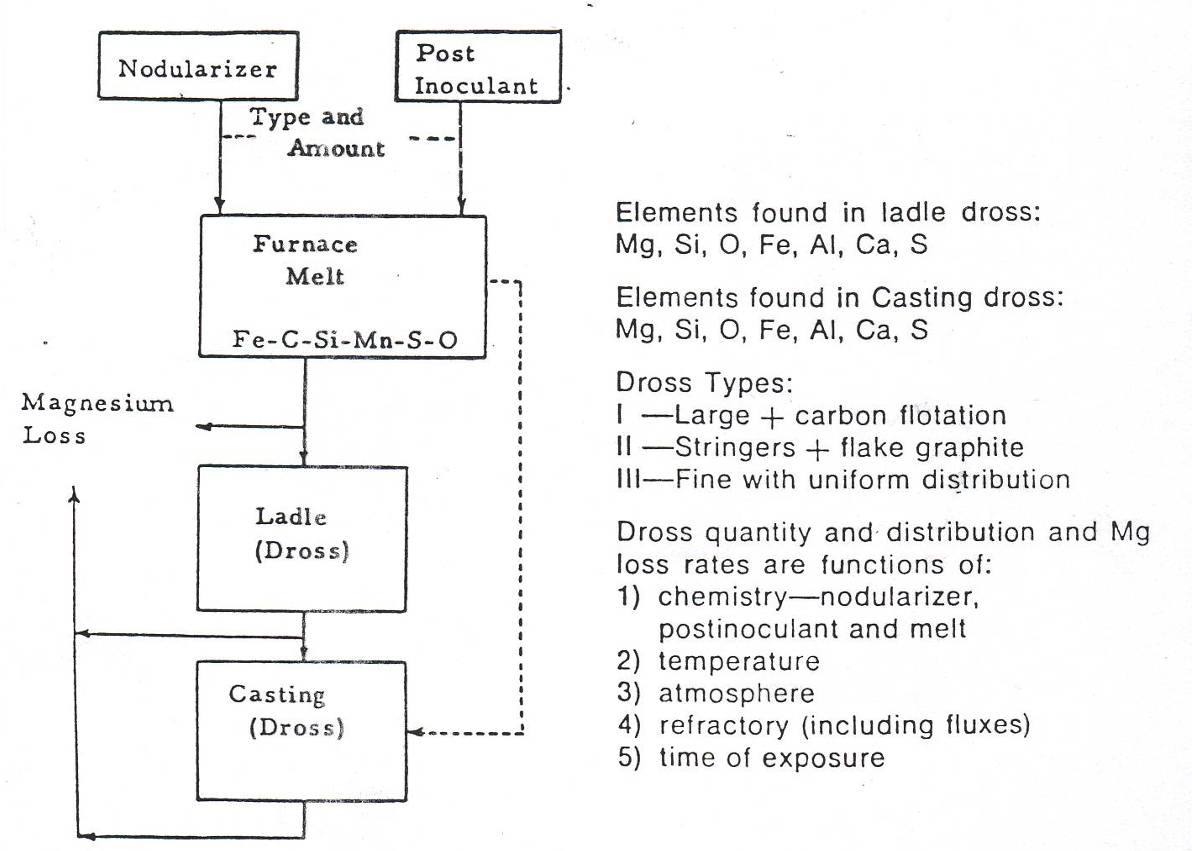 Nodularizer
Post
Inoculant
Type and
Amount
Furnace
Melt
Fe-C-Si-Mn-S-O
Magnesium
Loss
Ladle
(Dross)
Casting
(Dross)
Elements found in ladle dross:
Mg, Si, O, Fe, Al, Ca, S
Elements found in Casting dross:
Mg, Si, O, Fe, Al, Ca, S
Dross Types:
I —Large + carbon flotation
II —Stringers + flake graphite
III—Fine with uniform distribution
Dross quantity and distribution and Mg
loss rates are functions of:
1) chemistry—nodularizer,
postinoculant and melt
2) temperature
3) atmosphere
4) refractory (including fluxes)
5) time of exposure